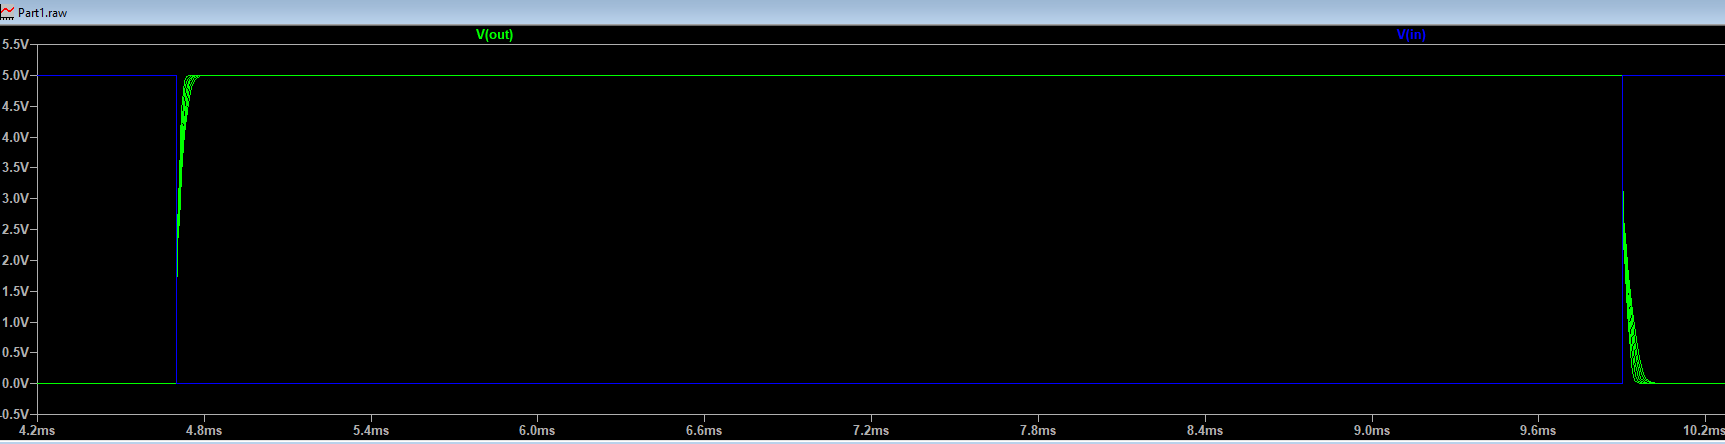 Part1.raw
V(out) V(in)
5.5V
5.0V
4.5V
4.0V
3.5V
3.0V
2.5V
2.0V
1.5V
1.0V
0.5V
0.0V
-0.5V
4.2ms 4.8ms 5.4ms 6.0ms 6.6ms 7.2ms 7.8ms 8.4ms 9.0ms 9.6ms 10.2ms